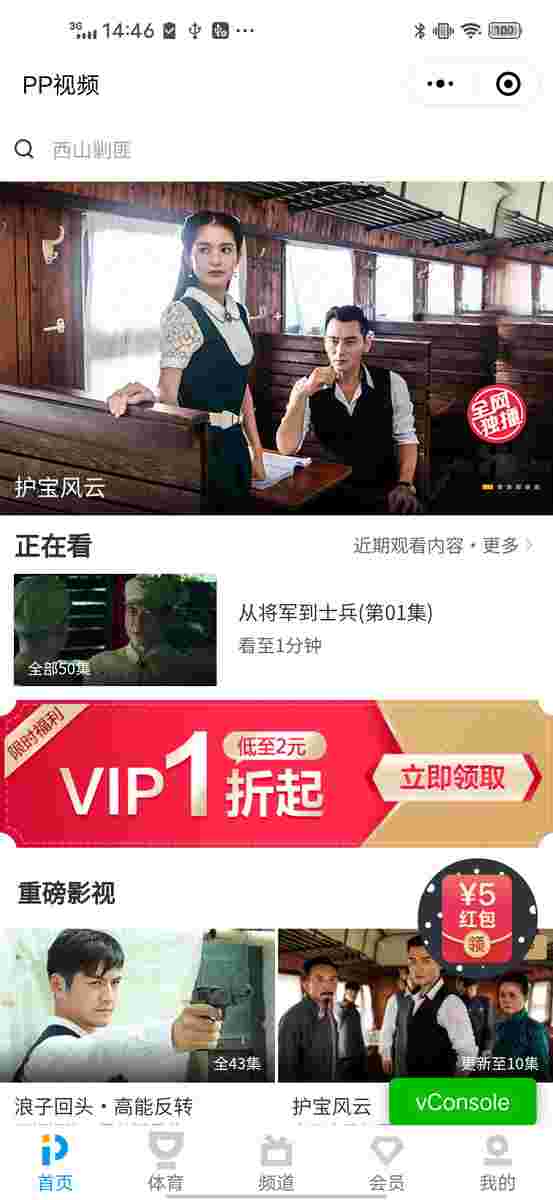 3G 14:46 100
PP视频
西山剿匪
全网
独播
护宝风云
正在看
近期观看内容·更多
全部50集
从将军到士兵(第01集)
看至1分钟
限时福利
VIP1折起
低至2元
立即领取
重磅影视
¥5
红包
领
全43集
更新至10集
浪子回头·高能反转
护宝风云
vConsole
首页
体育
频道
会员
我的